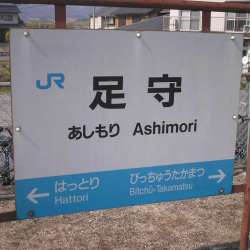 JR
足守
あしもり Ashimori
はっとり びっちゅうたかまつ
Hattori Bitchū-Takamatsu